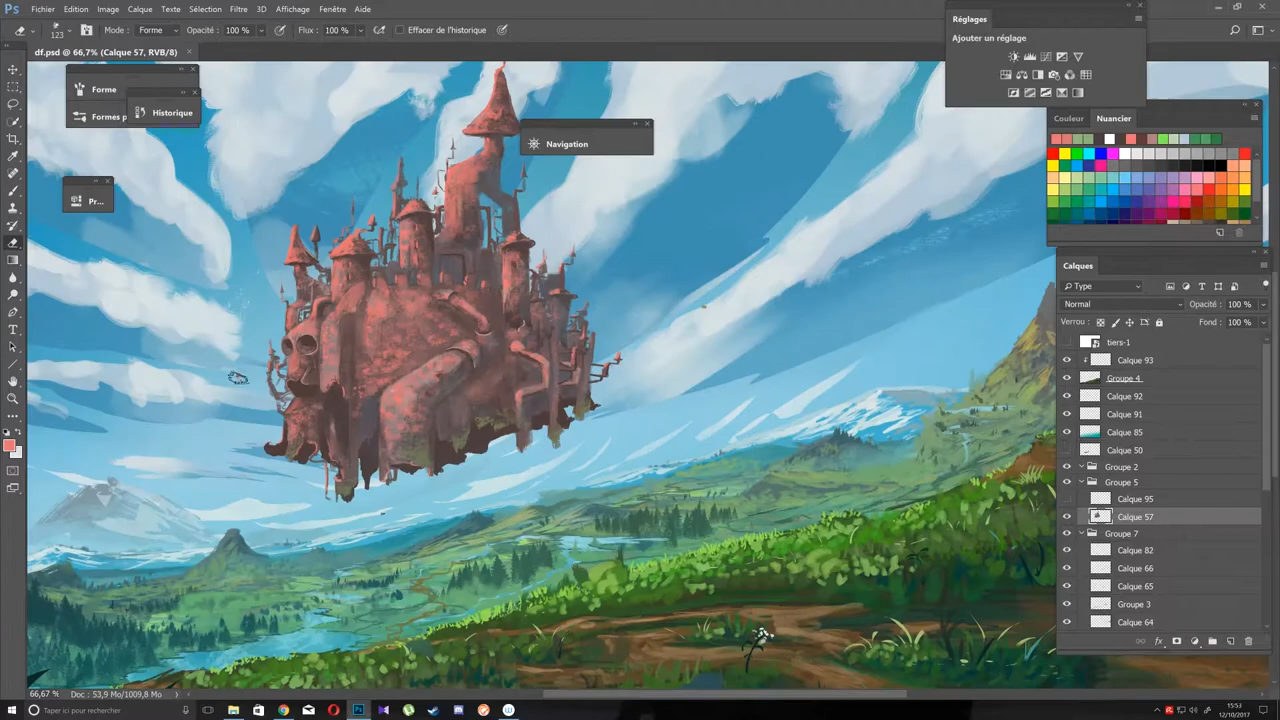 Ps Fichier Edition Image Calque Texte Sélection Filtre 3D Affichage Fenêtre Aide
123 Mode : Forme Opacité : 100 % Flux : 100 % Effacer de l'historique
df.psd @ 66,7% (Calque 57, RVB/8) ×
Forme
Formes p
Historique
Pr...
Navigation
Réglages
Ajouter un réglage
Couleur Nuancier
Calques
Type
Normal Opacité : 100 %
Verrou : Fond : 100 %
tiers-1
Calque 93
Groupe 4
Calque 92
Calque 91
Calque 85
Calque 50
Groupe 2
Groupe 5
Calque 95
Calque 57
Groupe 7
Calque 82
Calque 66
Calque 65
Groupe 3
Calque 64
66,67 % Doc : 53,9 Mo/1009,8 Mo
Taper ici pour rechercher
15:53
12/10/2017